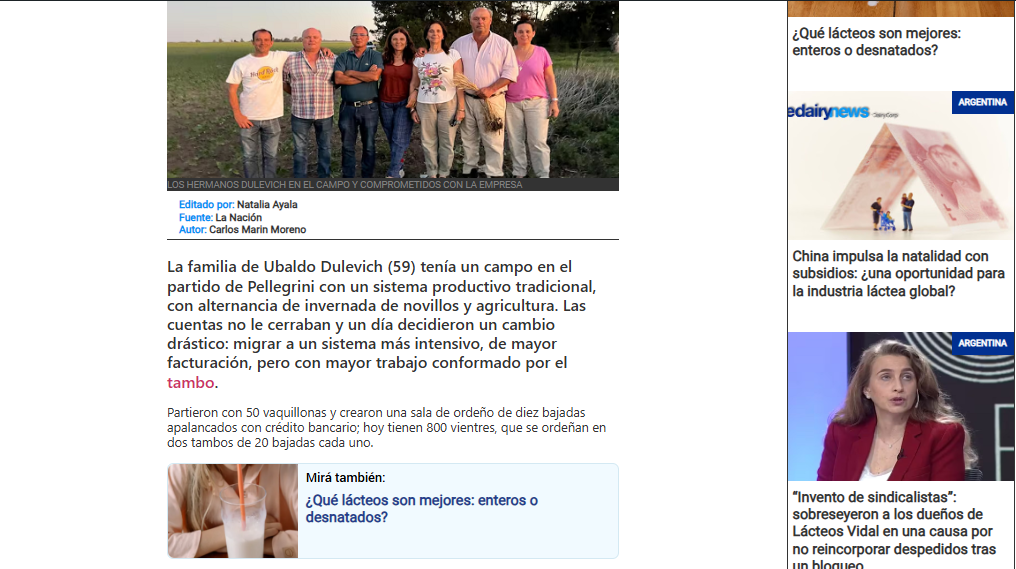 LOS HERMANOS DULEVICH EN EL CAMPO Y COMPROMETIDOS CON LA EMPRESA
Editado por: Natalia Ayala
Fuente: La Nación
Autor: Carlos Marin Moreno
La familia de Ubaldo Dulevich (59) tenía un campo en el
partido de Pellegrini con un sistema productivo tradicional,
con alternancia de invernada de novillos y agricultura. Las
cuentas no le cerraban y un día decidieron un cambio
drástico: migrar a un sistema más intensivo, de mayor
facturación, pero con mayor trabajo conformado por el
tambo.
Partieron con 50 vaquillonas y crearon una sala de ordeño de diez bajadas
apalancados con crédito bancario; hoy tienen 800 vientres, que se ordeñan en
dos tambos de 20 bajadas cada uno.
Mirá también:
¿Qué lácteos son mejores: enteros o
desnatados?
¿Qué lácteos son mejores:
enteros o desnatados?
ARGENTINA
edairynews
China impulsa la natalidad con
subsidios: ¿una oportunidad para
la industria láctea global?
ARGENTINA
“Invento de sindicalistas”:
sobreseyeron a los dueños de
Lácteos Vidal en una causa por
no reincorporar despedidos tras
un bloqueo